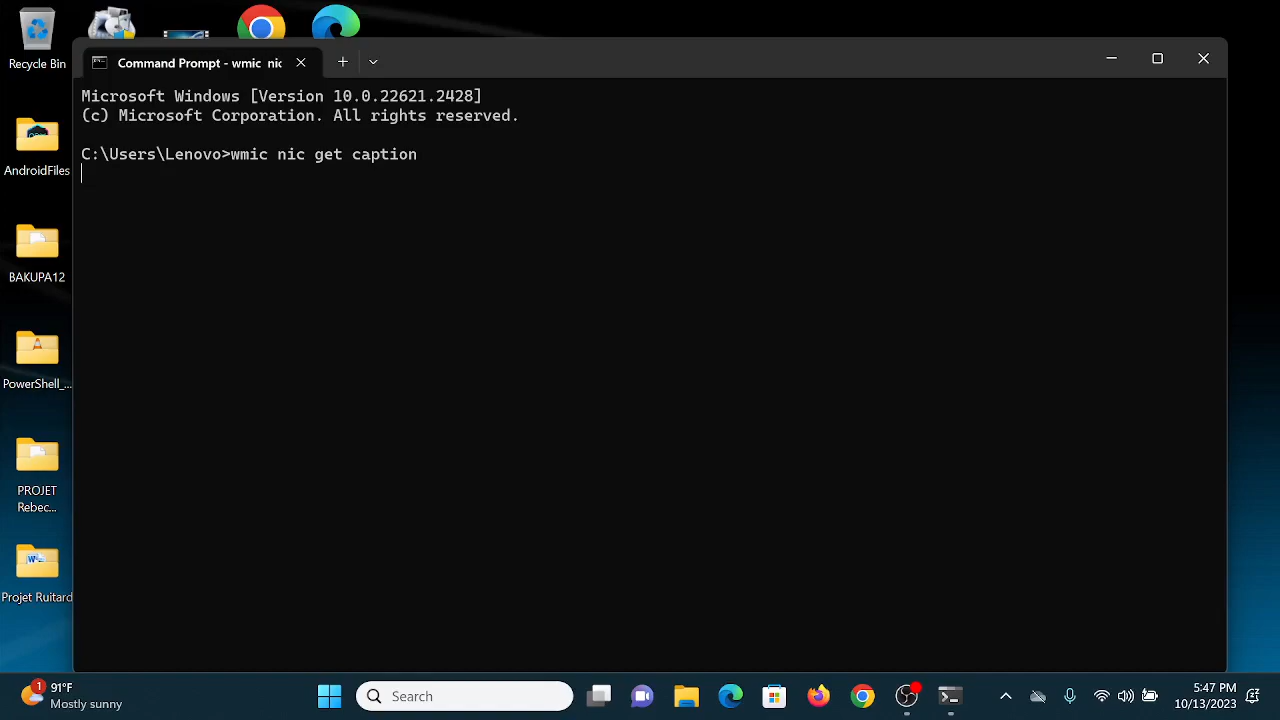 Recycle Bin
AndroidFiles
BAKUPA12
PowerShell_...
PROJET
Rebec...
Projet Ruitard
Command Prompt - wmic nic
Microsoft Windows [Version 10.0.22621.2428]
(c) Microsoft Corporation. All rights reserved.
C:\Users\Lenovo>wmic nic get caption
1
91°F
Mostly sunny
Search
5:47 PM
10/13/2023